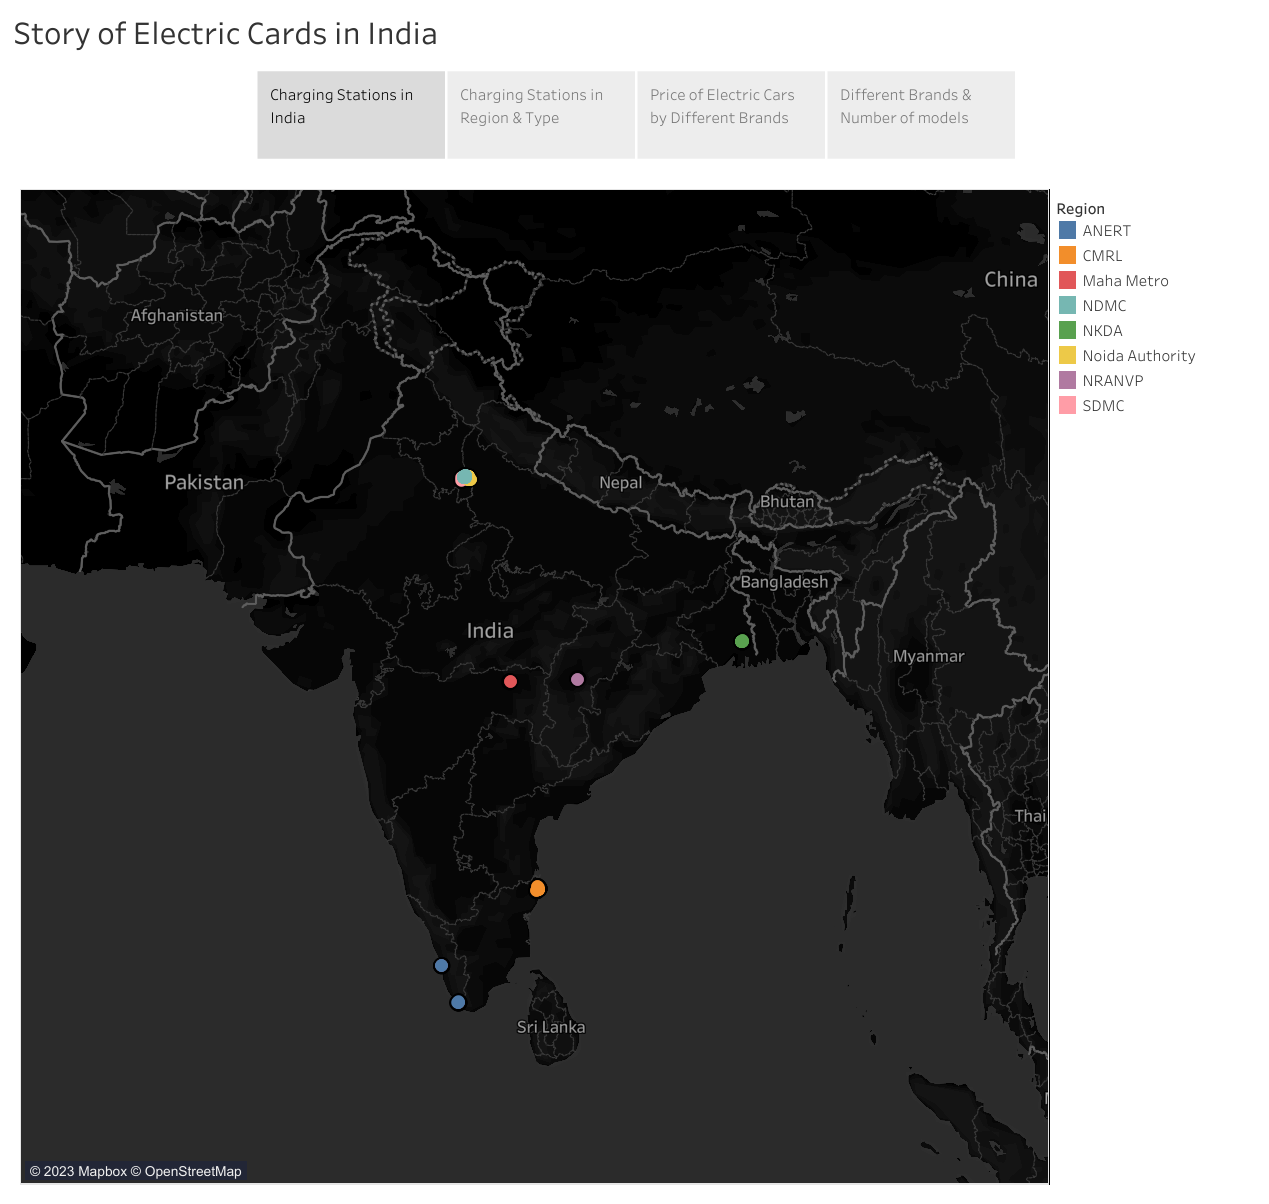 Story of Electric Cards in India
Charging Stations in
India
Charging Stations in
Region & Type
Price of Electric Cars
by Different Brands
Different Brands &
Number of models
Region
ANERT
CMRL
Maha Metro
NDMC
NKDA
Noida Authority
NRANVP
SDMC
China
Afghanistan
Pakistan
Nepal
Bhutan
Bangladesh
India
Myanmar
Thai
Sri Lanka
© 2023 Mapbox © OpenStreetMap